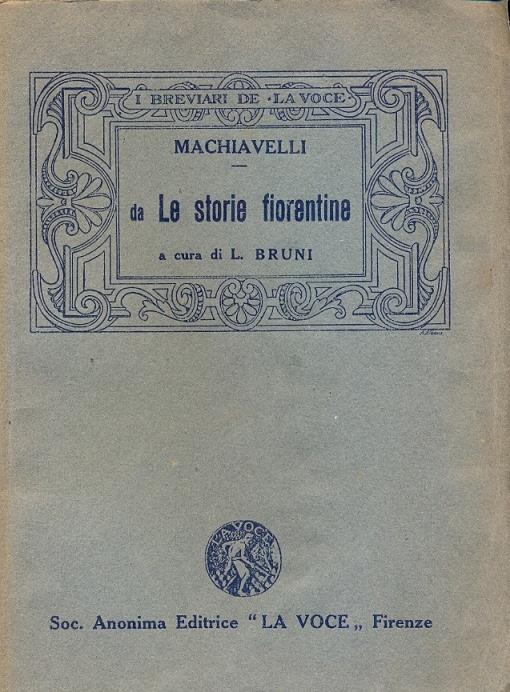 I BREVIARI DE • LA VOCE •
MACHIAVELLI
da Le storie fiorentine
a cura di L. BRUNI
LA VOCE
Soc. Anonima Editrice “LA VOCE„ Firenze